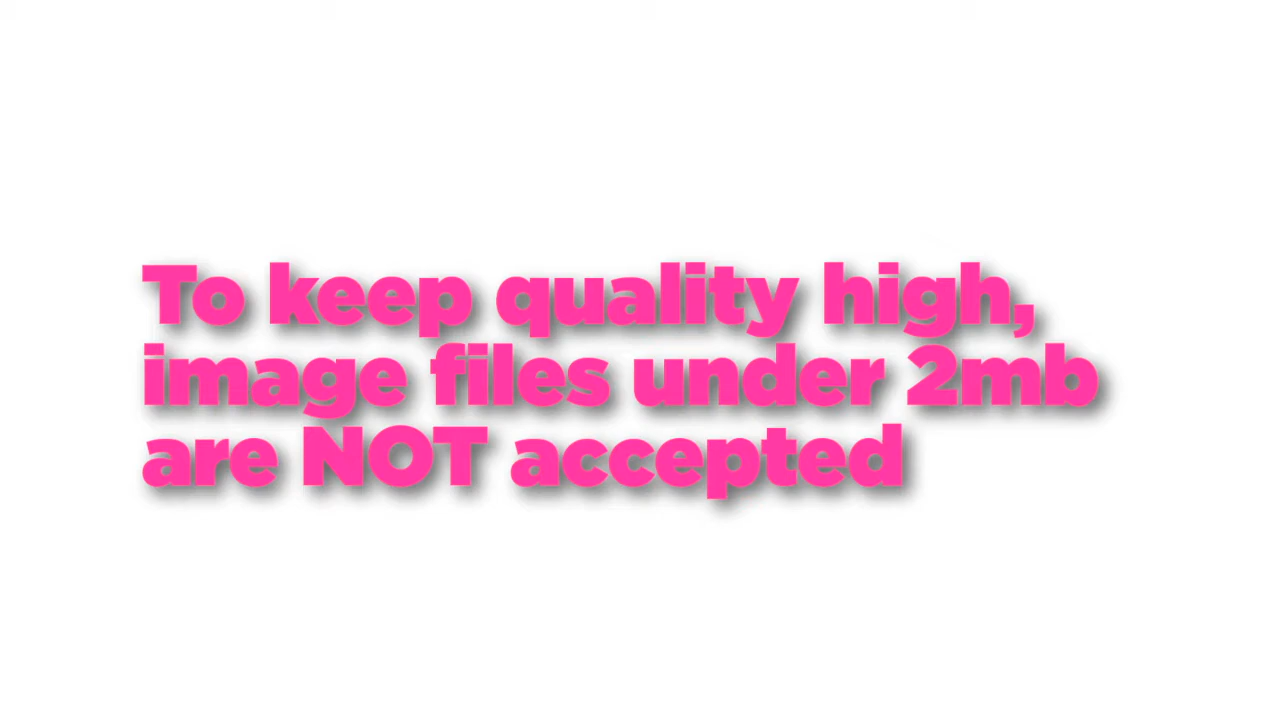 To keep quality high,
image files under 2mb
are NOT accepted